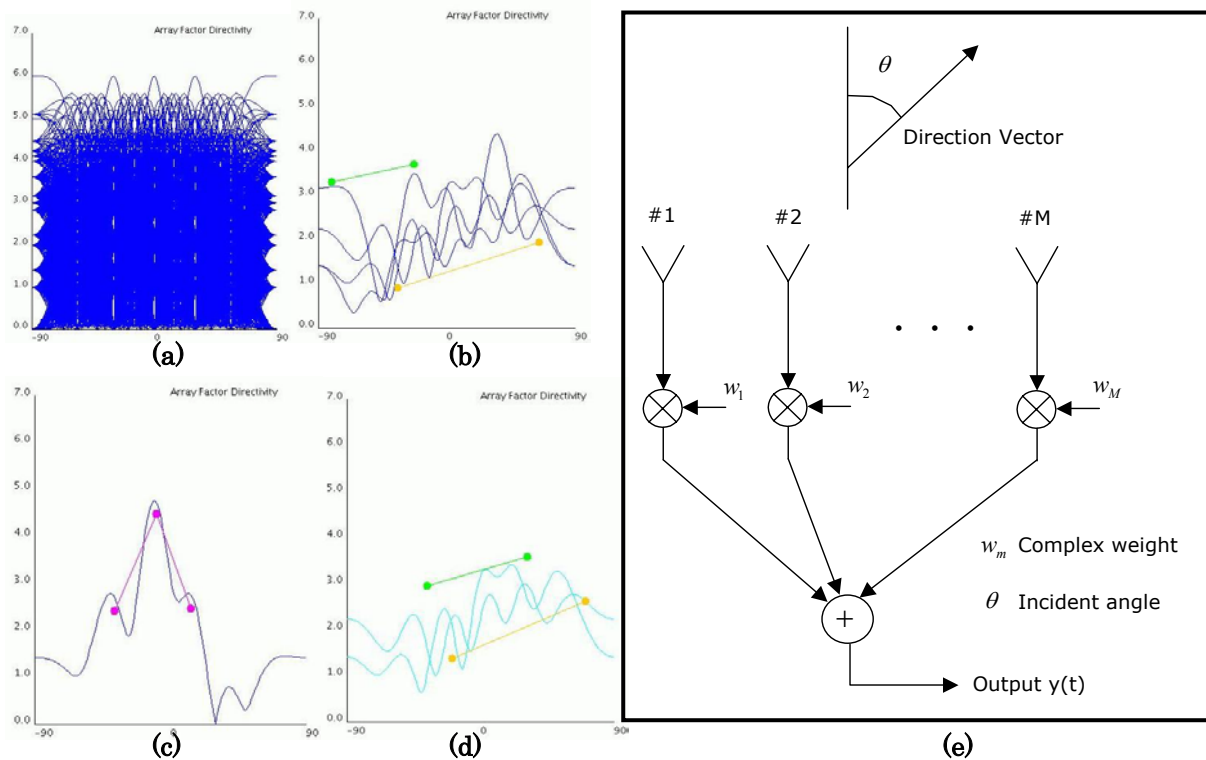 Array Factor Directivity
7.0
6.0
5.0
4.0
3.0
2.0
1.0
0.0
-90 0 90
(a)
Array Factor Directivity
7.0
6.0
5.0
4.0
3.0
2.0
1.0
0.0
-90 0 90
(b)
Array Factor Directivity
7.0
6.0
5.0
4.0
3.0
2.0
1.0
0.0
-90 0 90
(c)
Array Factor Directivity
7.0
6.0
5.0
4.0
3.0
2.0
1.0
0.0
-90 0 90
(d)
θ
Direction Vector
#1 #2 #M
. . .
w1 w2 wM
wm Complex weight
θ Incident angle
+
Output y(t)
(e)